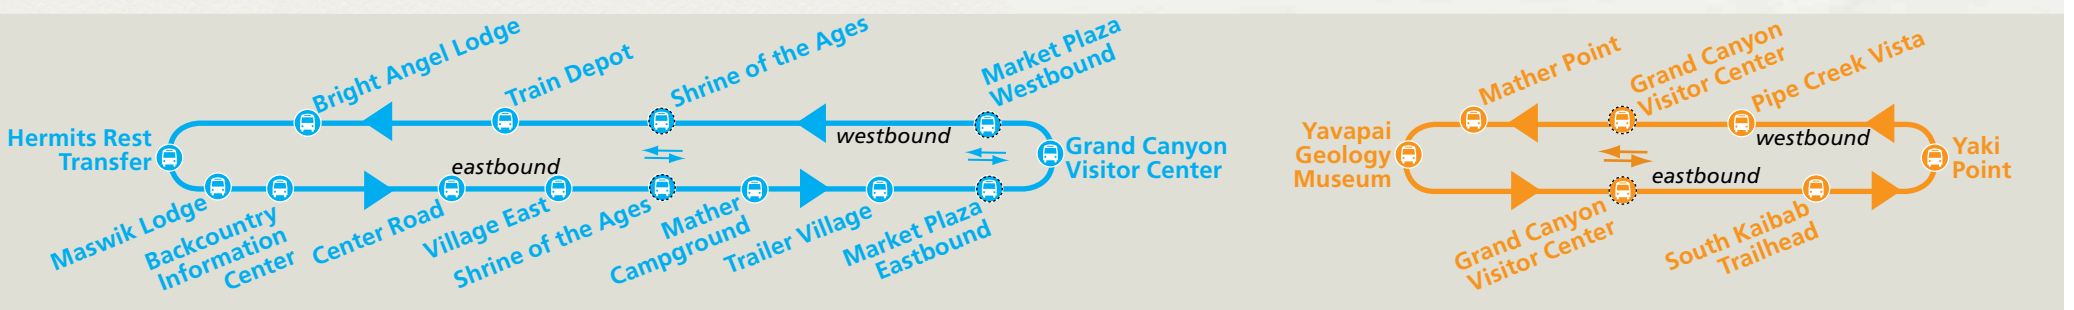 Bright Angel Lodge
Train Depot
Shrine of the Ages
Market Plaza
Westbound
Hermits Rest
Transfer
westbound
Grand Canyon
Visitor Center
eastbound
Maswik Lodge
Backcountry
Information
Center
Center Road
Village East
Shrine of the Ages
Mather
Campground
Trailer Village
Market Plaza
Eastbound
Mather Point
Grand Canyon
Visitor Center
Pipe Creek Vista
Yavapai
Geology
Museum
westbound
Yaki
Point
eastbound
Grand Canyon
Visitor Center
South Kaibab
Trailhead